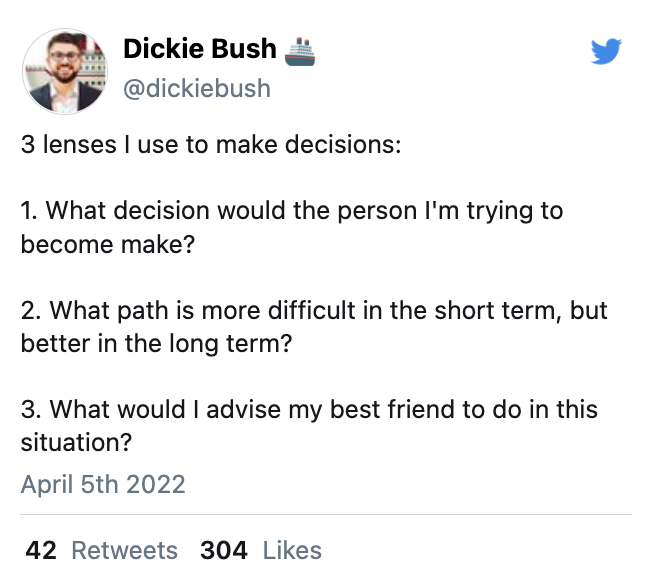 Dickie Bush 🚢
@dickiebush
3 lenses I use to make decisions:
1. What decision would the person I'm trying to
become make?
2. What path is more difficult in the short term, but
better in the long term?
3. What would I advise my best friend to do in this
situation?
April 5th 2022
42 Retweets 304 Likes